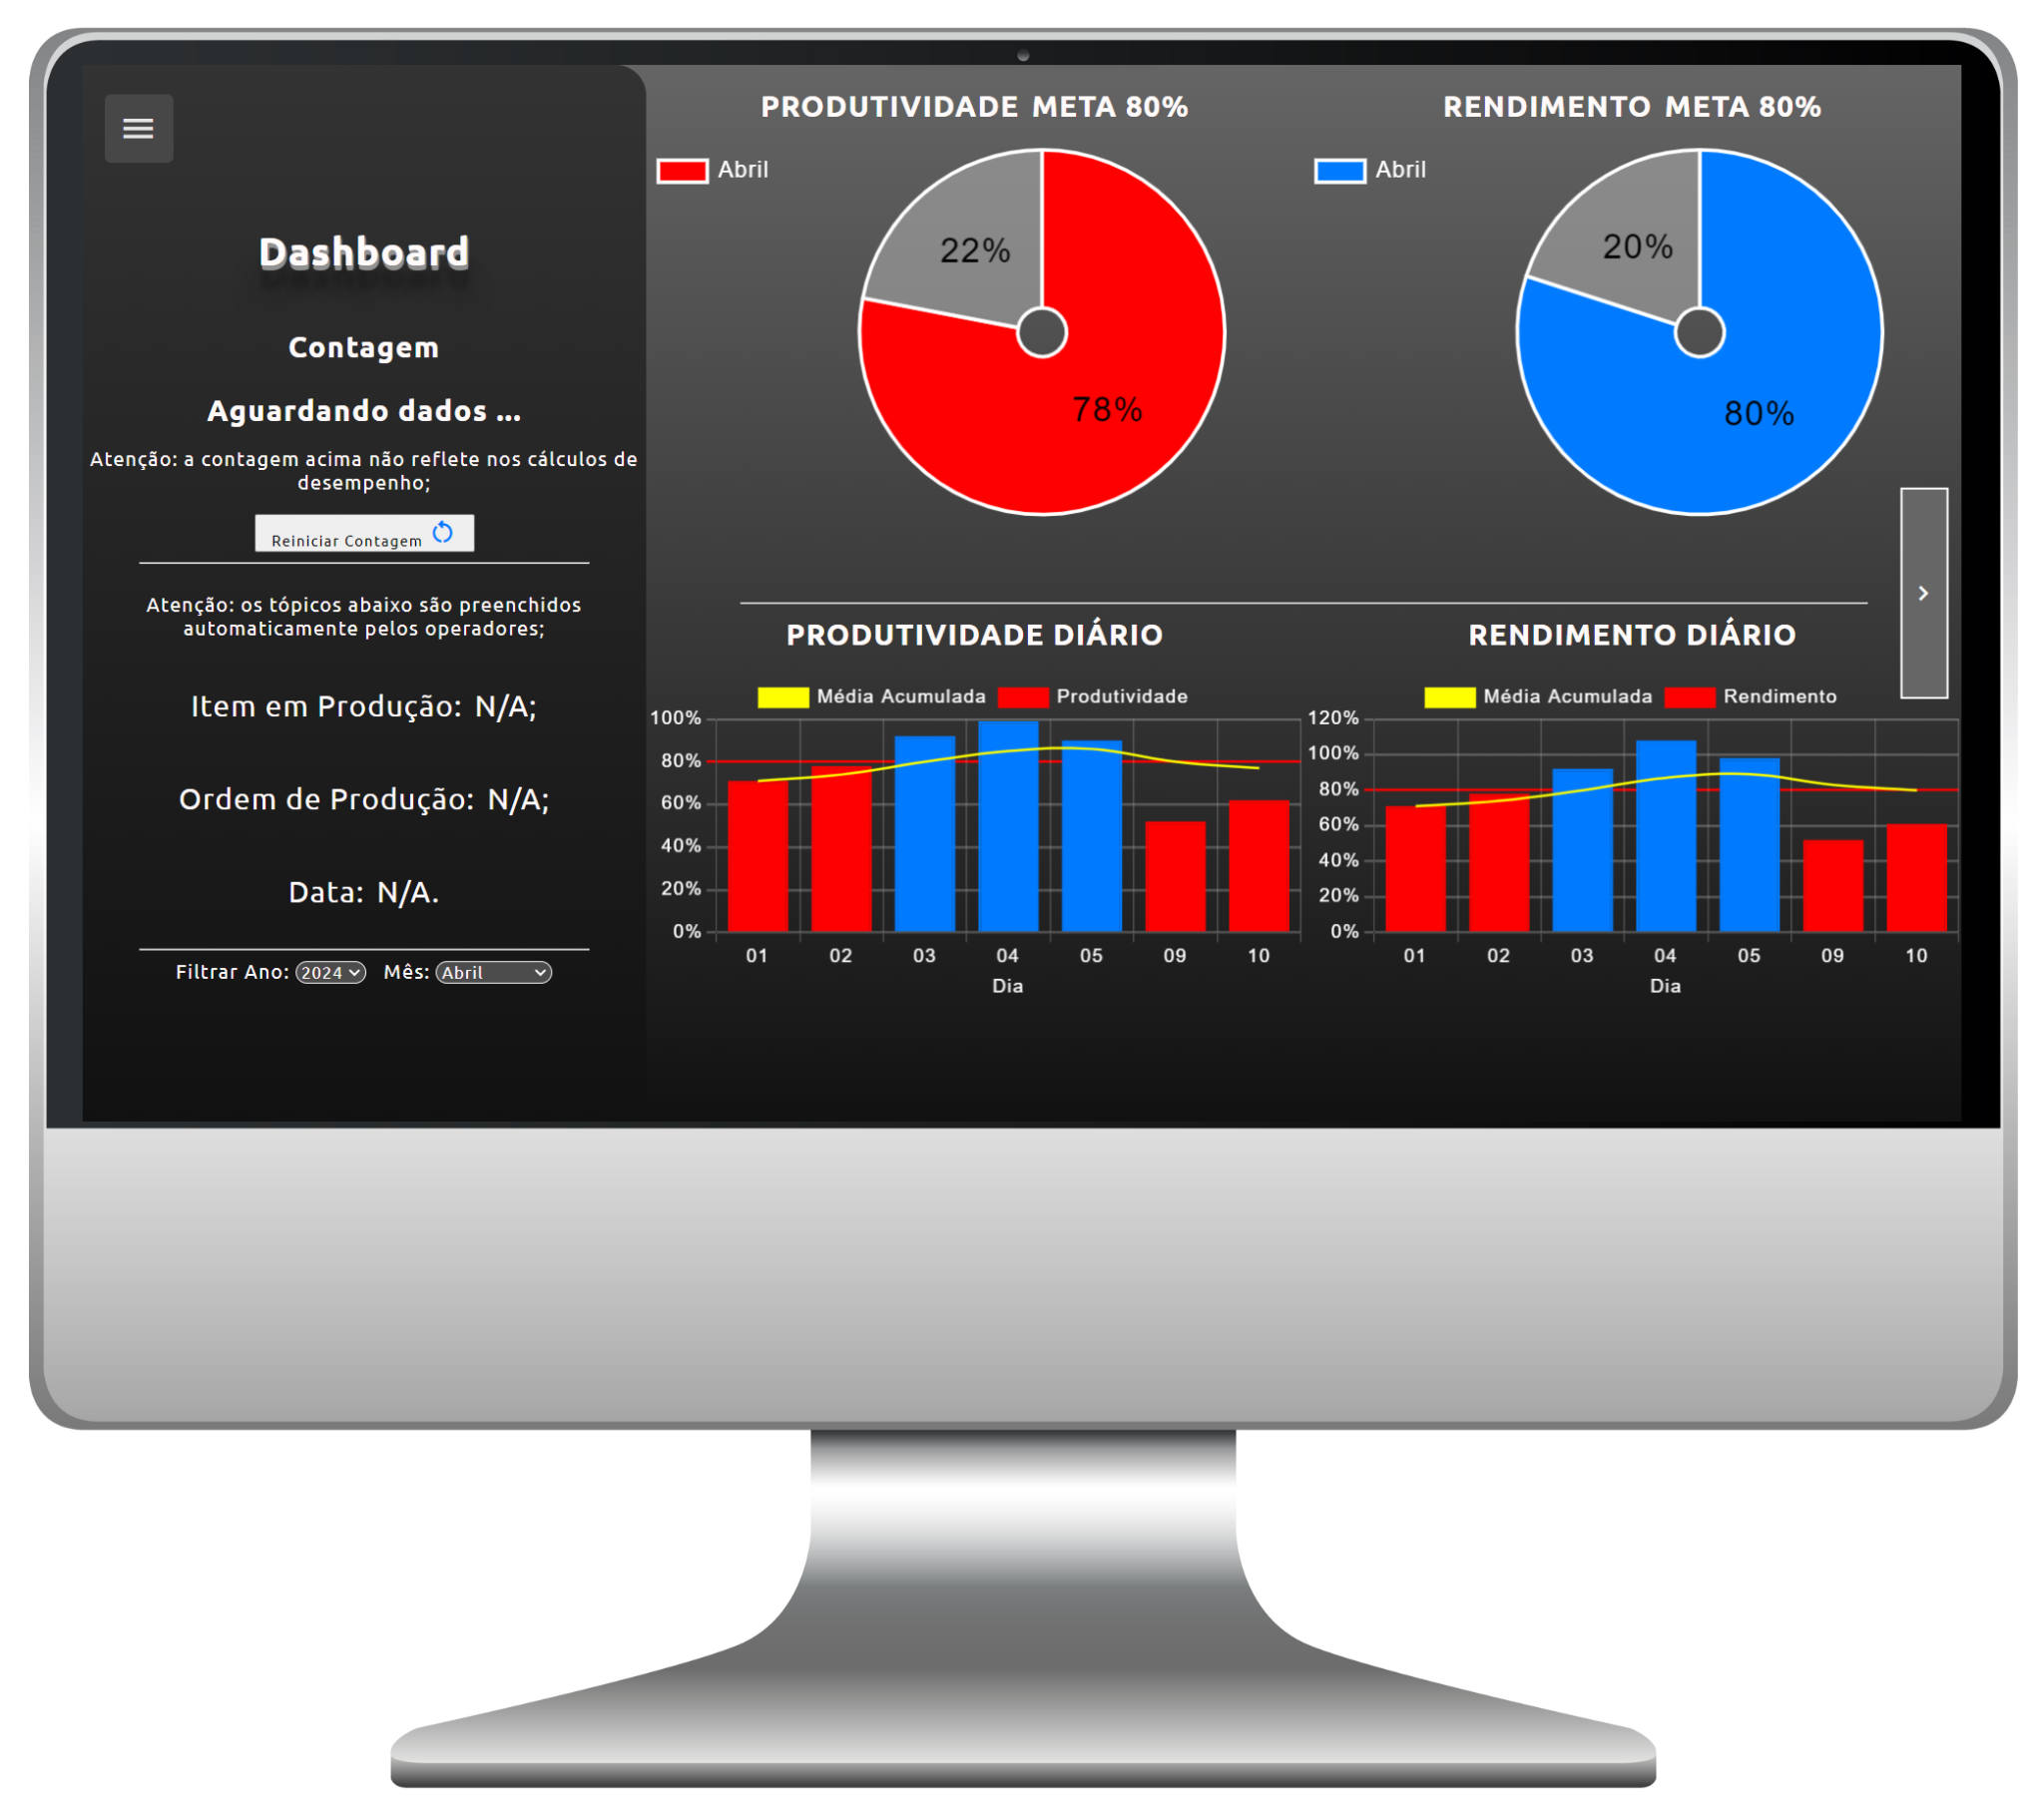 Dashboard
Contagem
Aguardando dados ...
Atenção: a contagem acima não reflete nos cálculos de
desempenho;
Reiniciar Contagem
Atenção: os tópicos abaixo são preenchidos
automaticamente pelos operadores;
Item em Produção: N/A;
Ordem de Produção: N/A;
Data: N/A.
Filtrar Ano: 2024 Mês: Abril
PRODUTIVIDADE META 80%
Abril
22%
78%
RENDIMENTO META 80%
Abril
20%
80%
PRODUTIVIDADE DIÁRIO
Média Acumulada Produtividade
100%
80%
60%
40%
20%
0%
01 02 03 04 05 09 10
Dia
RENDIMENTO DIÁRIO
Média Acumulada Rendimento
120%
100%
80%
60%
40%
20%
0%
01 02 03 04 05 09 10
Dia